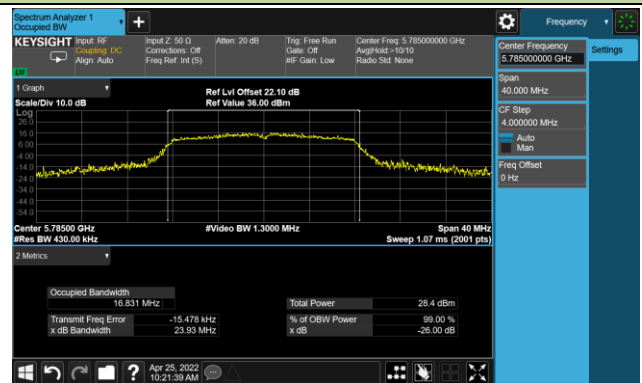 Spectrum Analyzer 1
Occupied BW
+
Frequency
KEYSIGHT
Input: RF
Coupling: DC
Align: Auto
Input Z: 50 Ω
Corrections: Off
Freq Ref: Int (S)
Atten: 20 dB
Trig: Free Run
Gate: Off
#IF Gain: Low
Center Freq: 5.785000000 GHz
Avg|Hold:>10/10
Radio Std: None
Center Frequency
5.785000000 GHz
Settings
Span
40.000 MHz
CF Step
4.000000 MHz
Auto
Man
Freq Offset
0 Hz
1 Graph
Scale/Div 10.0 dB
Ref Lvl Offset 22.10 dB
Ref Value 36.00 dBm
Log
26.0
16.0
6.00
-4.00
-14.0
-24.0
-34.0
-44.0
-54.0
Center 5.78500 GHz
#Res BW 430.00 kHz
#Video BW 1.3000 MHz
Span 40 MHz
Sweep 1.07 ms (2001 pts)
2 Metrics
Occupied Bandwidth
16.831 MHz
Total Power 28.4 dBm
Transmit Freq Error -15.478 kHz
% of OBW Power 99.00 %
x dB Bandwidth 23.93 MHz
x dB -26.00 dB
?
Apr 25, 2022
10:21:39 AM